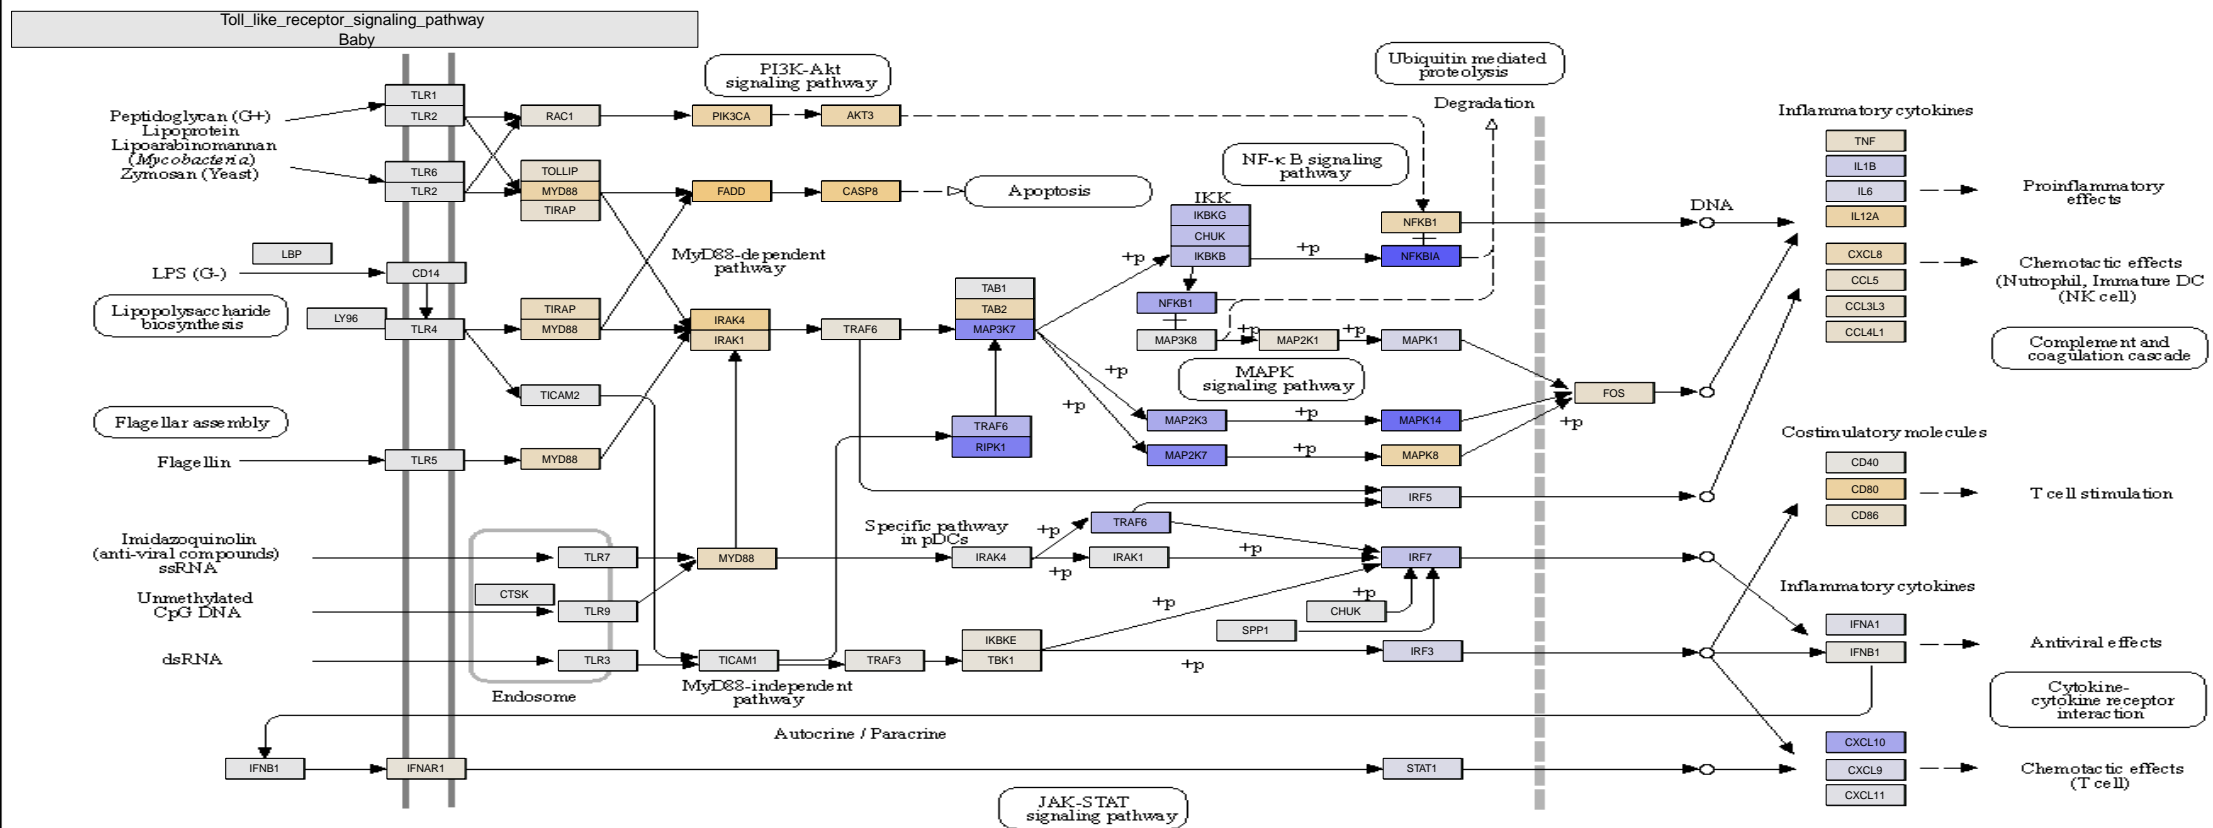 Toll_like_receptor_signaling_pathway
Baby
PI3K-Akt
signaling pathway
Ubiquitin mediated
proteolysis
Degradation
Inflammatory cytokines
Peptidoglycan (G+)
Lipoprotein
Lipoarabinomannan
(Mycobacteria)
Zymosan (Yeast)
TLR1
TLR2
RAC1
PIK3CA
AKT3
TLR6
TLR2
TOLLIP
MYD88
TIRAP
FADD
CASP8
Apoptosis
NF-κ B signaling
pathway
IKK
IKBKG
CHUK
IKBKB
NFKB1
NFKBIA
+p
+p
DNA
TNF
IL1B
IL6
IL12A
Proinflammatory
effects
LBP
LPS (G-)
CD14
MyD88-dependent
pathway
CXCL8
CCL5
CCL3L3
CCL4L1
Chemotactic effects
(Nutrophil, Immature DC
(NK cell)
Lipopolysaccharide
biosynthesis
LY96
TLR4
TIRAP
MYD88
IRAK4
IRAK1
TRAF6
TAB1
TAB2
MAP3K7
NFKB1
MAP3K8
+p
MAP2K1
+p
MAPK1
MAPK
signaling pathway
Complement and
coagulation cascade
TICAM2
+p
+p
FOS
+p
Flagellar assembly
TRAF6
RIPK1
MAP2K3
+p
MAPK14
MAP2K7
+p
MAPK8
Flagellin
TLR5
MYD88
Costimulatory molecules
CD40
CD80
CD86
T cell stimulation
IRF5
Specific pathway
in pDCs
+p
TRAF6
Imidazoquinolin
(anti-viral compounds)
ssRNA
TLR7
MYD88
IRAK4
+p
IRAK1
+p
IRF7
Unmethylated
CpG DNA
CTSK
TLR9
+p
+p
CHUK
SPP1
Inflammatory cytokines
IFNA1
IFNB1
Antiviral effects
dsRNA
TLR3
TICAM1
TRAF3
IKBKE
TBK1
+p
IRF3
Endosome
MyD88-independent
pathway
Cytokine-
cytokine receptor
interaction
Autocrine / Paracrine
IFNB1
IFNAR1
STAT1
CXCL10
CXCL9
CXCL11
Chemotactic effects
(T cell)
JAK-STAT
signaling pathway